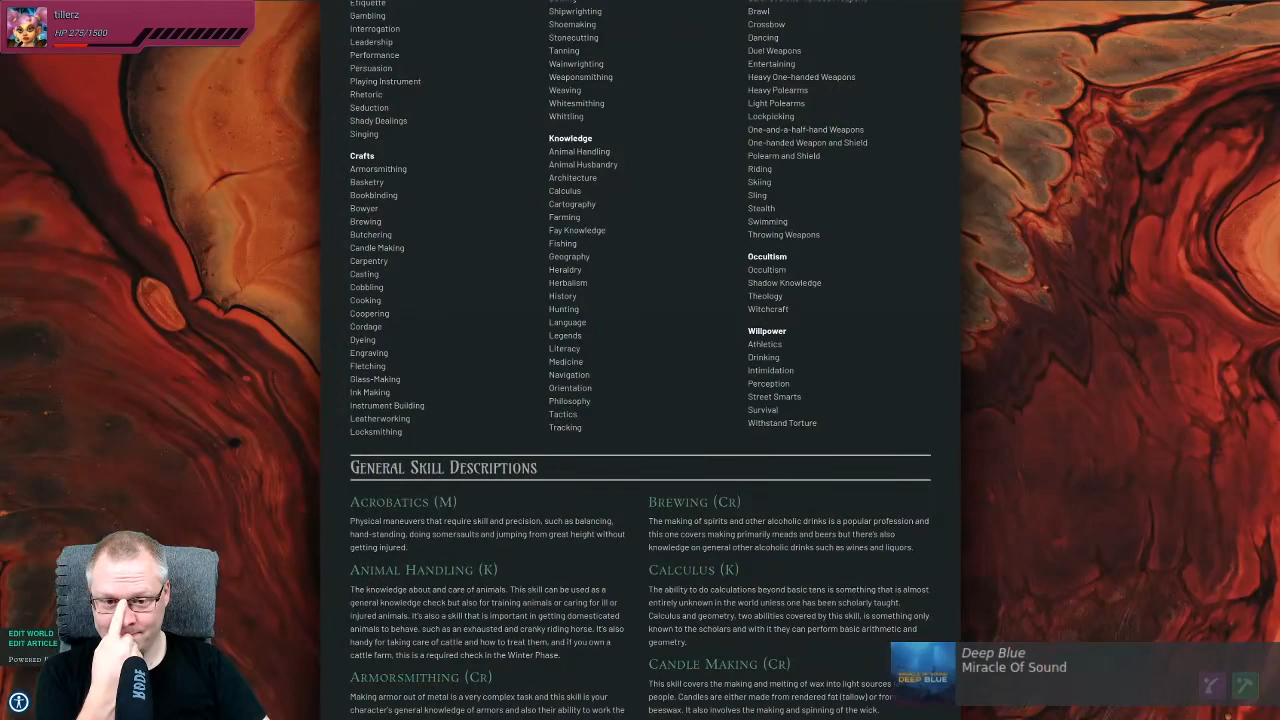 tillerz
HP 275/1500
Etiquette
Gambling
Interrogation
Leadership
Performance
Persuasion
Playing Instrument
Rhetoric
Seduction
Shady Dealings
Singing
Crafts
Armorsmithing
Basketry
Bookbinding
Bowyer
Brewing
Butchering
Candle Making
Carpentry
Casting
Cobbling
Cooking
Coopering
Cordage
Dyeing
Engraving
Fletching
Glass-Making
Ink Making
Instrument Building
Leatherworking
Locksmithing
Shipwrighting
Shoemaking
Stonecutting
Tanning
Wainwrighting
Weaponsmithing
Weaving
Whitesmithing
Whittling
Knowledge
Animal Handling
Animal Husbandry
Architecture
Calculus
Cartography
Farming
Fay Knowledge
Fishing
Geography
Heraldry
Herbalism
History
Hunting
Language
Legends
Literacy
Medicine
Navigation
Orientation
Philosophy
Tactics
Tracking
Brawl
Crossbow
Dancing
Duel Weapons
Entertaining
Heavy One-handed Weapons
Heavy Polearms
Light Polearms
Lockpicking
One-and-a-half-hand Weapons
One-handed Weapon and Shield
Polearm and Shield
Riding
Skiing
Sling
Stealth
Swimming
Throwing Weapons
Occultism
Occultism
Shadow Knowledge
Theology
Witchcraft
Willpower
Athletics
Drinking
Intimidation
Perception
Street Smarts
Survival
Withstand Torture
General Skill Descriptions
Acrobatics (M)
Physical maneuvers that require skill and precision, such as balancing,
hand-standing, doing somersaults and jumping from great height without
getting injured.
Animal Handling (K)
The knowledge about and care of animals. This skill can be used as a
general knowledge check but also for training animals or caring for ill or
injured animals. It's also a skill that is important in getting domesticated
animals to behave, such as an exhausted and cranky riding horse. It's also
handy for taking care of cattle and how to treat them, and if you own a
cattle farm, this is a required check in the Winter Phase.
Armorsmithing (Cr)
Making armor out of metal is a very complex task and this skill is your
character's general knowledge of armors and also their ability to work the
Brewing (Cr)
The making of spirits and other alcoholic drinks is a popular profession and
this one covers making primarily meads and beers but there's also
knowledge on general other alcoholic drinks such as wines and liquors.
Calculus (K)
The ability to do calculations beyond basic tens is something that is almost
entirely unknown in the world unless one has been scholarly taught.
Calculus and geometry, two abilities covered by this skill, is something only
known to the scholars and with it they can perform basic arithmetic and
geometry.
Candle Making (Cr)
This skill covers the making and melting of wax into light sources
people. Candles are either made from rendered fat (tallow) or from
beeswax. It also involves the making and spinning of the wick.
EDIT WORLD
EDIT ARTICLE
Powered
RØDE
Deep Blue
Miracle Of Sound
MIRACLE OF SOUND
DEEP BLUE